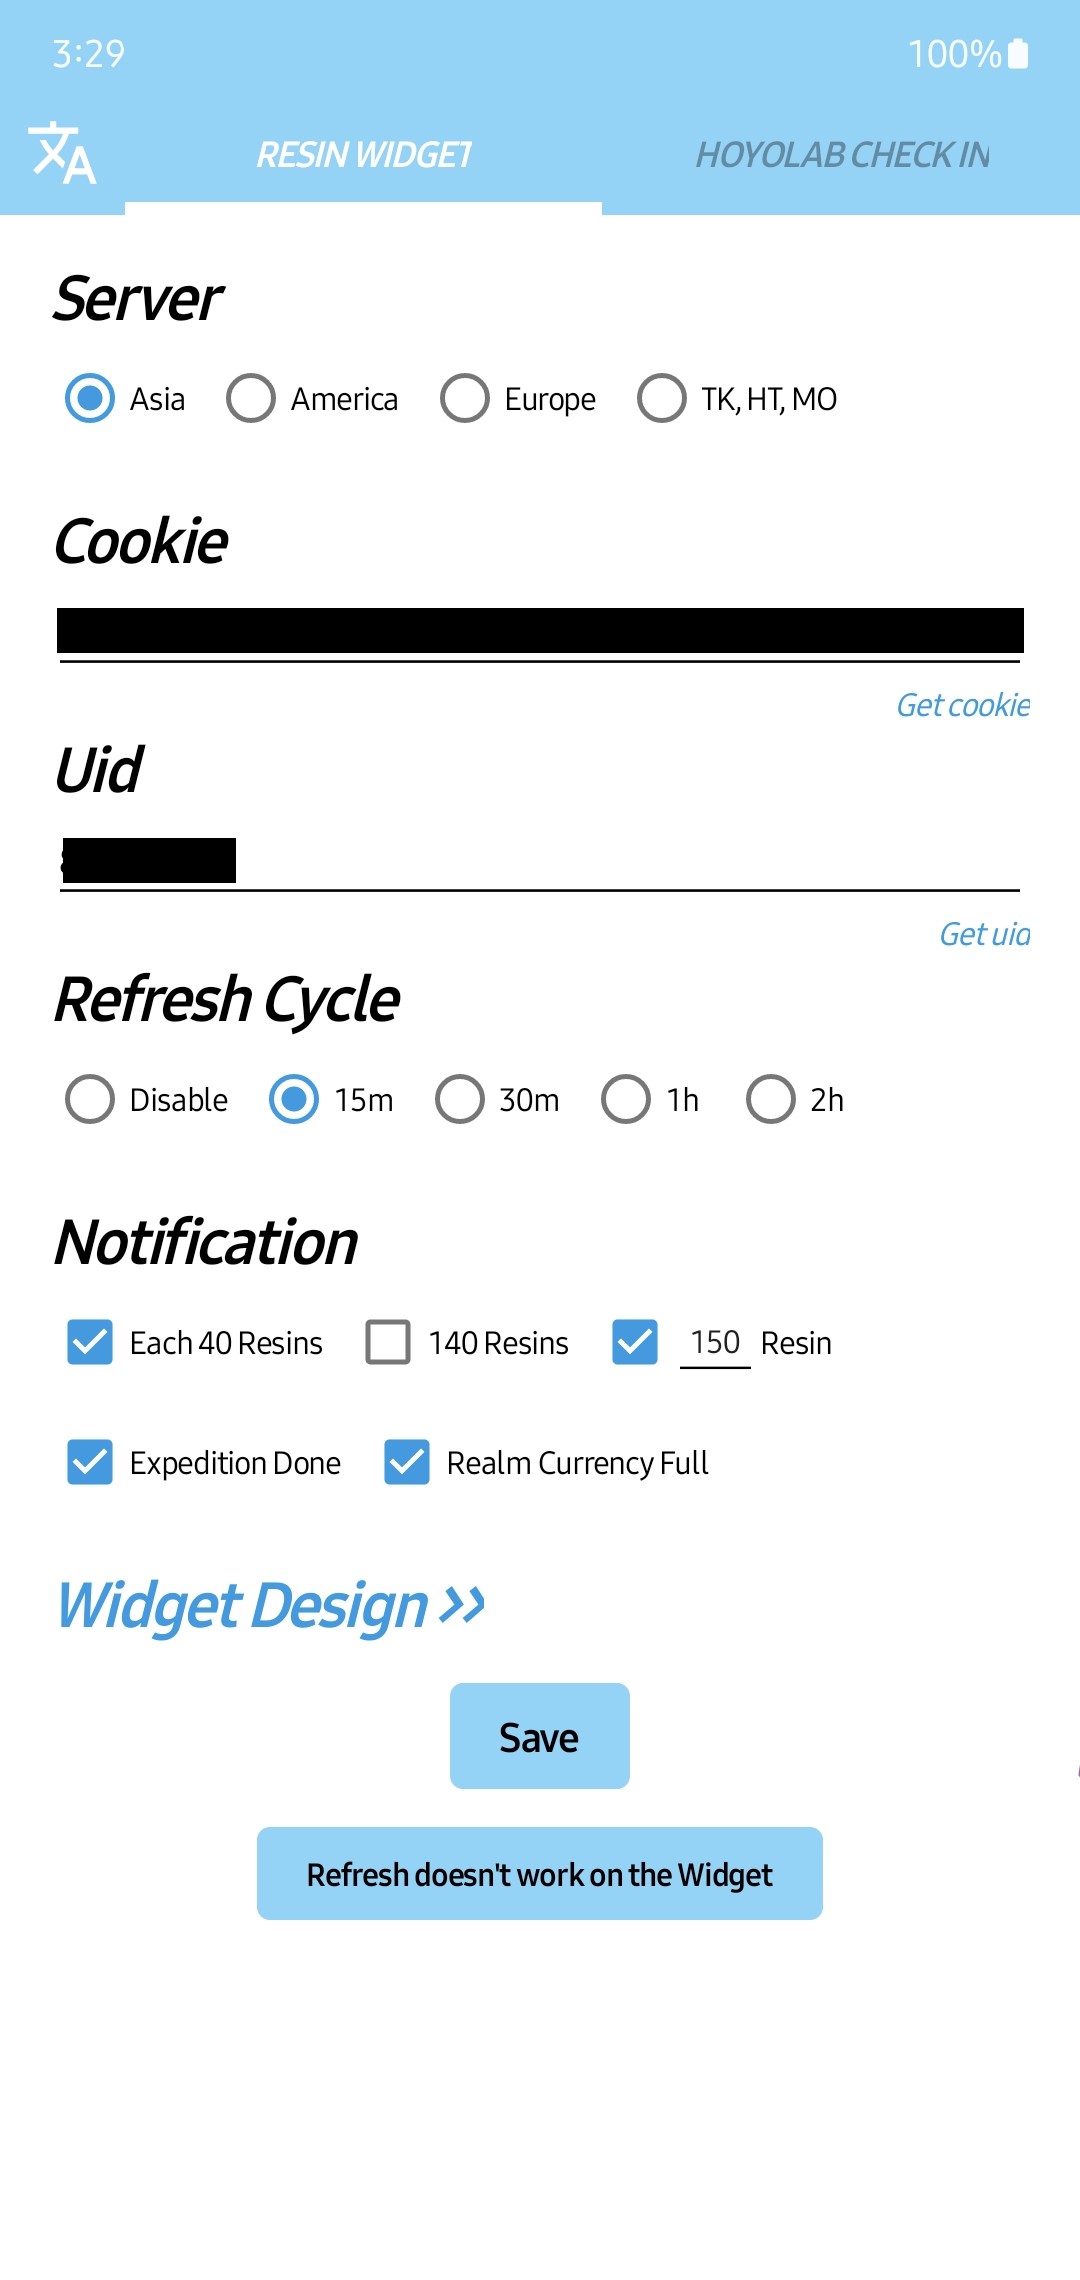 3:29 100%
RESIN WIDGET HOYOLAB CHECK IN
Server
Asia America Europe TK, HT, MO
Cookie
Get cookie
Uid
Get uid
Refresh Cycle
Disable 15m 30m 1h 2h
Notification
Each 40 Resins 140 Resins 150 Resin
Expedition Done Realm Currency Full
Widget Design >>
Save
Refresh doesn't work on the Widget